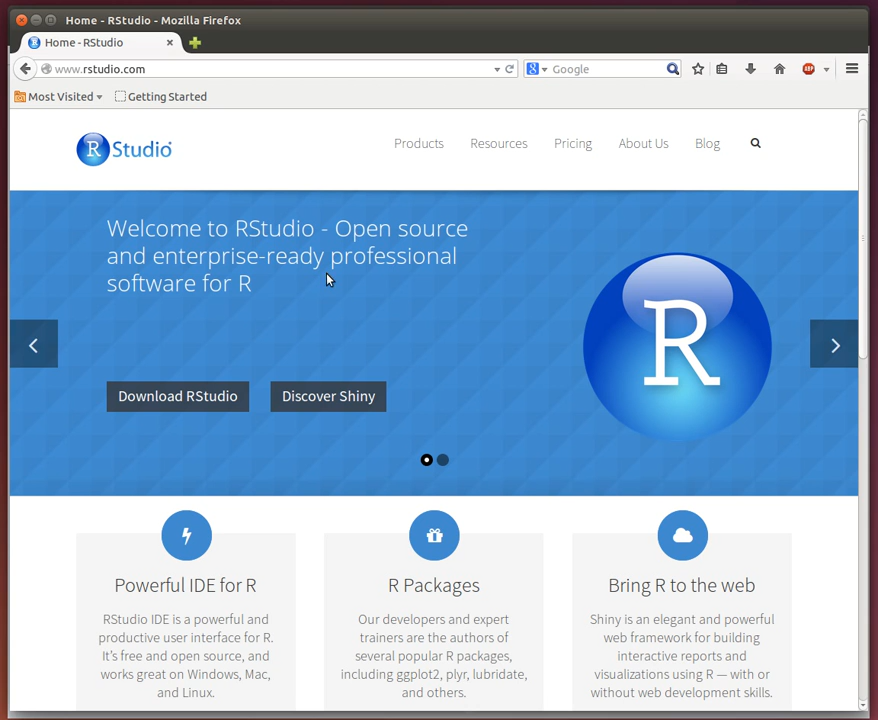 Home - RStudio - Mozilla Firefox
Home - RStudio
www.rstudio.com
Google
ABP
Most Visited
Getting Started
R Studio
Products Resources Pricing About Us Blog
Welcome to RStudio - Open source
and enterprise-ready professional
software for R
R
Download RStudio Discover Shiny
Powerful IDE for R
RStudio IDE is a powerful and
productive user interface for R.
It's free and open source, and
works great on Windows, Mac,
and Linux.
R Packages
Our developers and expert
trainers are the authors of
several popular R packages,
including ggplot2, plyr, lubridate,
and others.
Bring R to the web
Shiny is an elegant and powerful
web framework for building
interactive reports and
visualizations using R — with or
without web development skills.